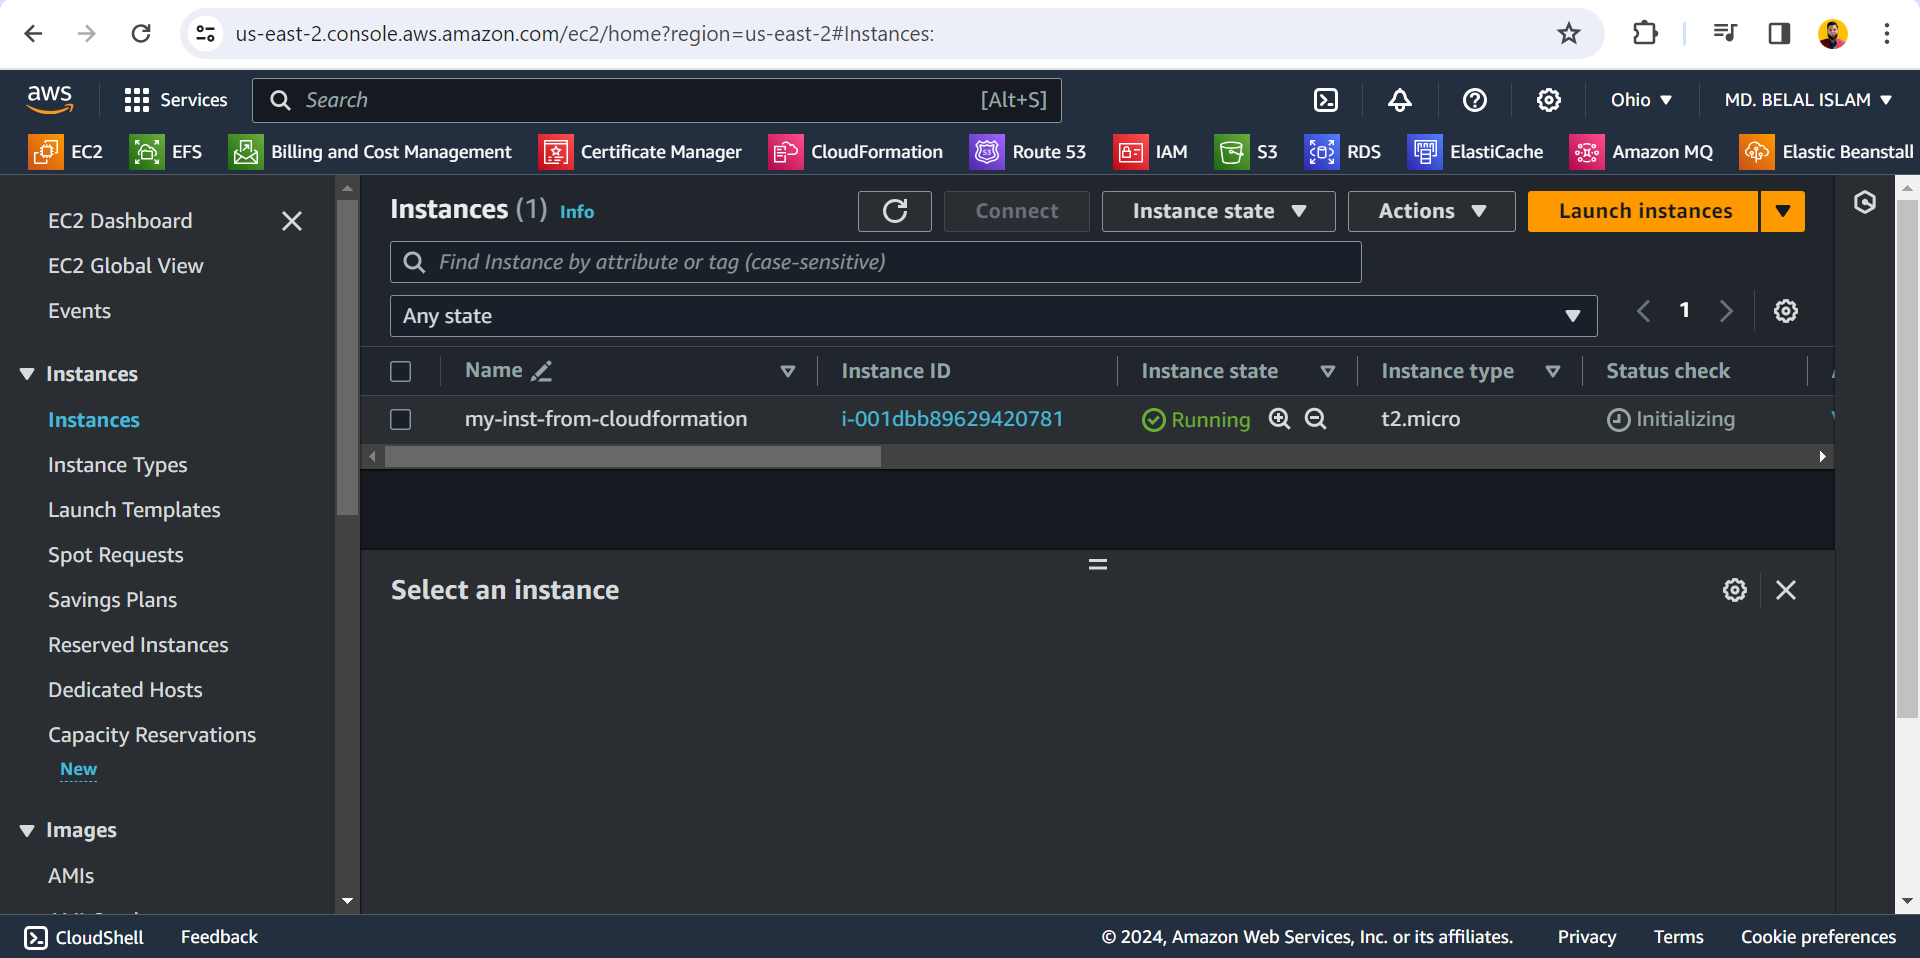 us-east-2.console.aws.amazon.com/ec2/home?region=us-east-2#Instances:
aws Services Search [Alt+S] Ohio MD. BELAL ISLAM
EC2 EFS Billing and Cost Management Certificate Manager CloudFormation Route 53 IAM S3 RDS ElastiCache Amazon MQ Elastic Beanstall
EC2 Dashboard
EC2 Global View
Events
Instances
Instances
Instance Types
Launch Templates
Spot Requests
Savings Plans
Reserved Instances
Dedicated Hosts
Capacity Reservations
New
Images
AMIs
Instances (1) Info Connect Instance state Actions Launch instances
Find Instance by attribute or tag (case-sensitive)
Any state 1
Name Instance ID Instance state Instance type Status check
my-inst-from-cloudformation i-001dbb89629420781 Running t2.micro Initializing
Select an instance
CloudShell Feedback © 2024, Amazon Web Services, Inc. or its affiliates. Privacy Terms Cookie preferences